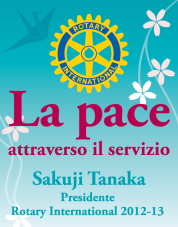 ROTARY
INTERNATIONAL
La pace
attraverso il servizio
Sakuji Tanaka
Presidente
Rotary International 2012-13